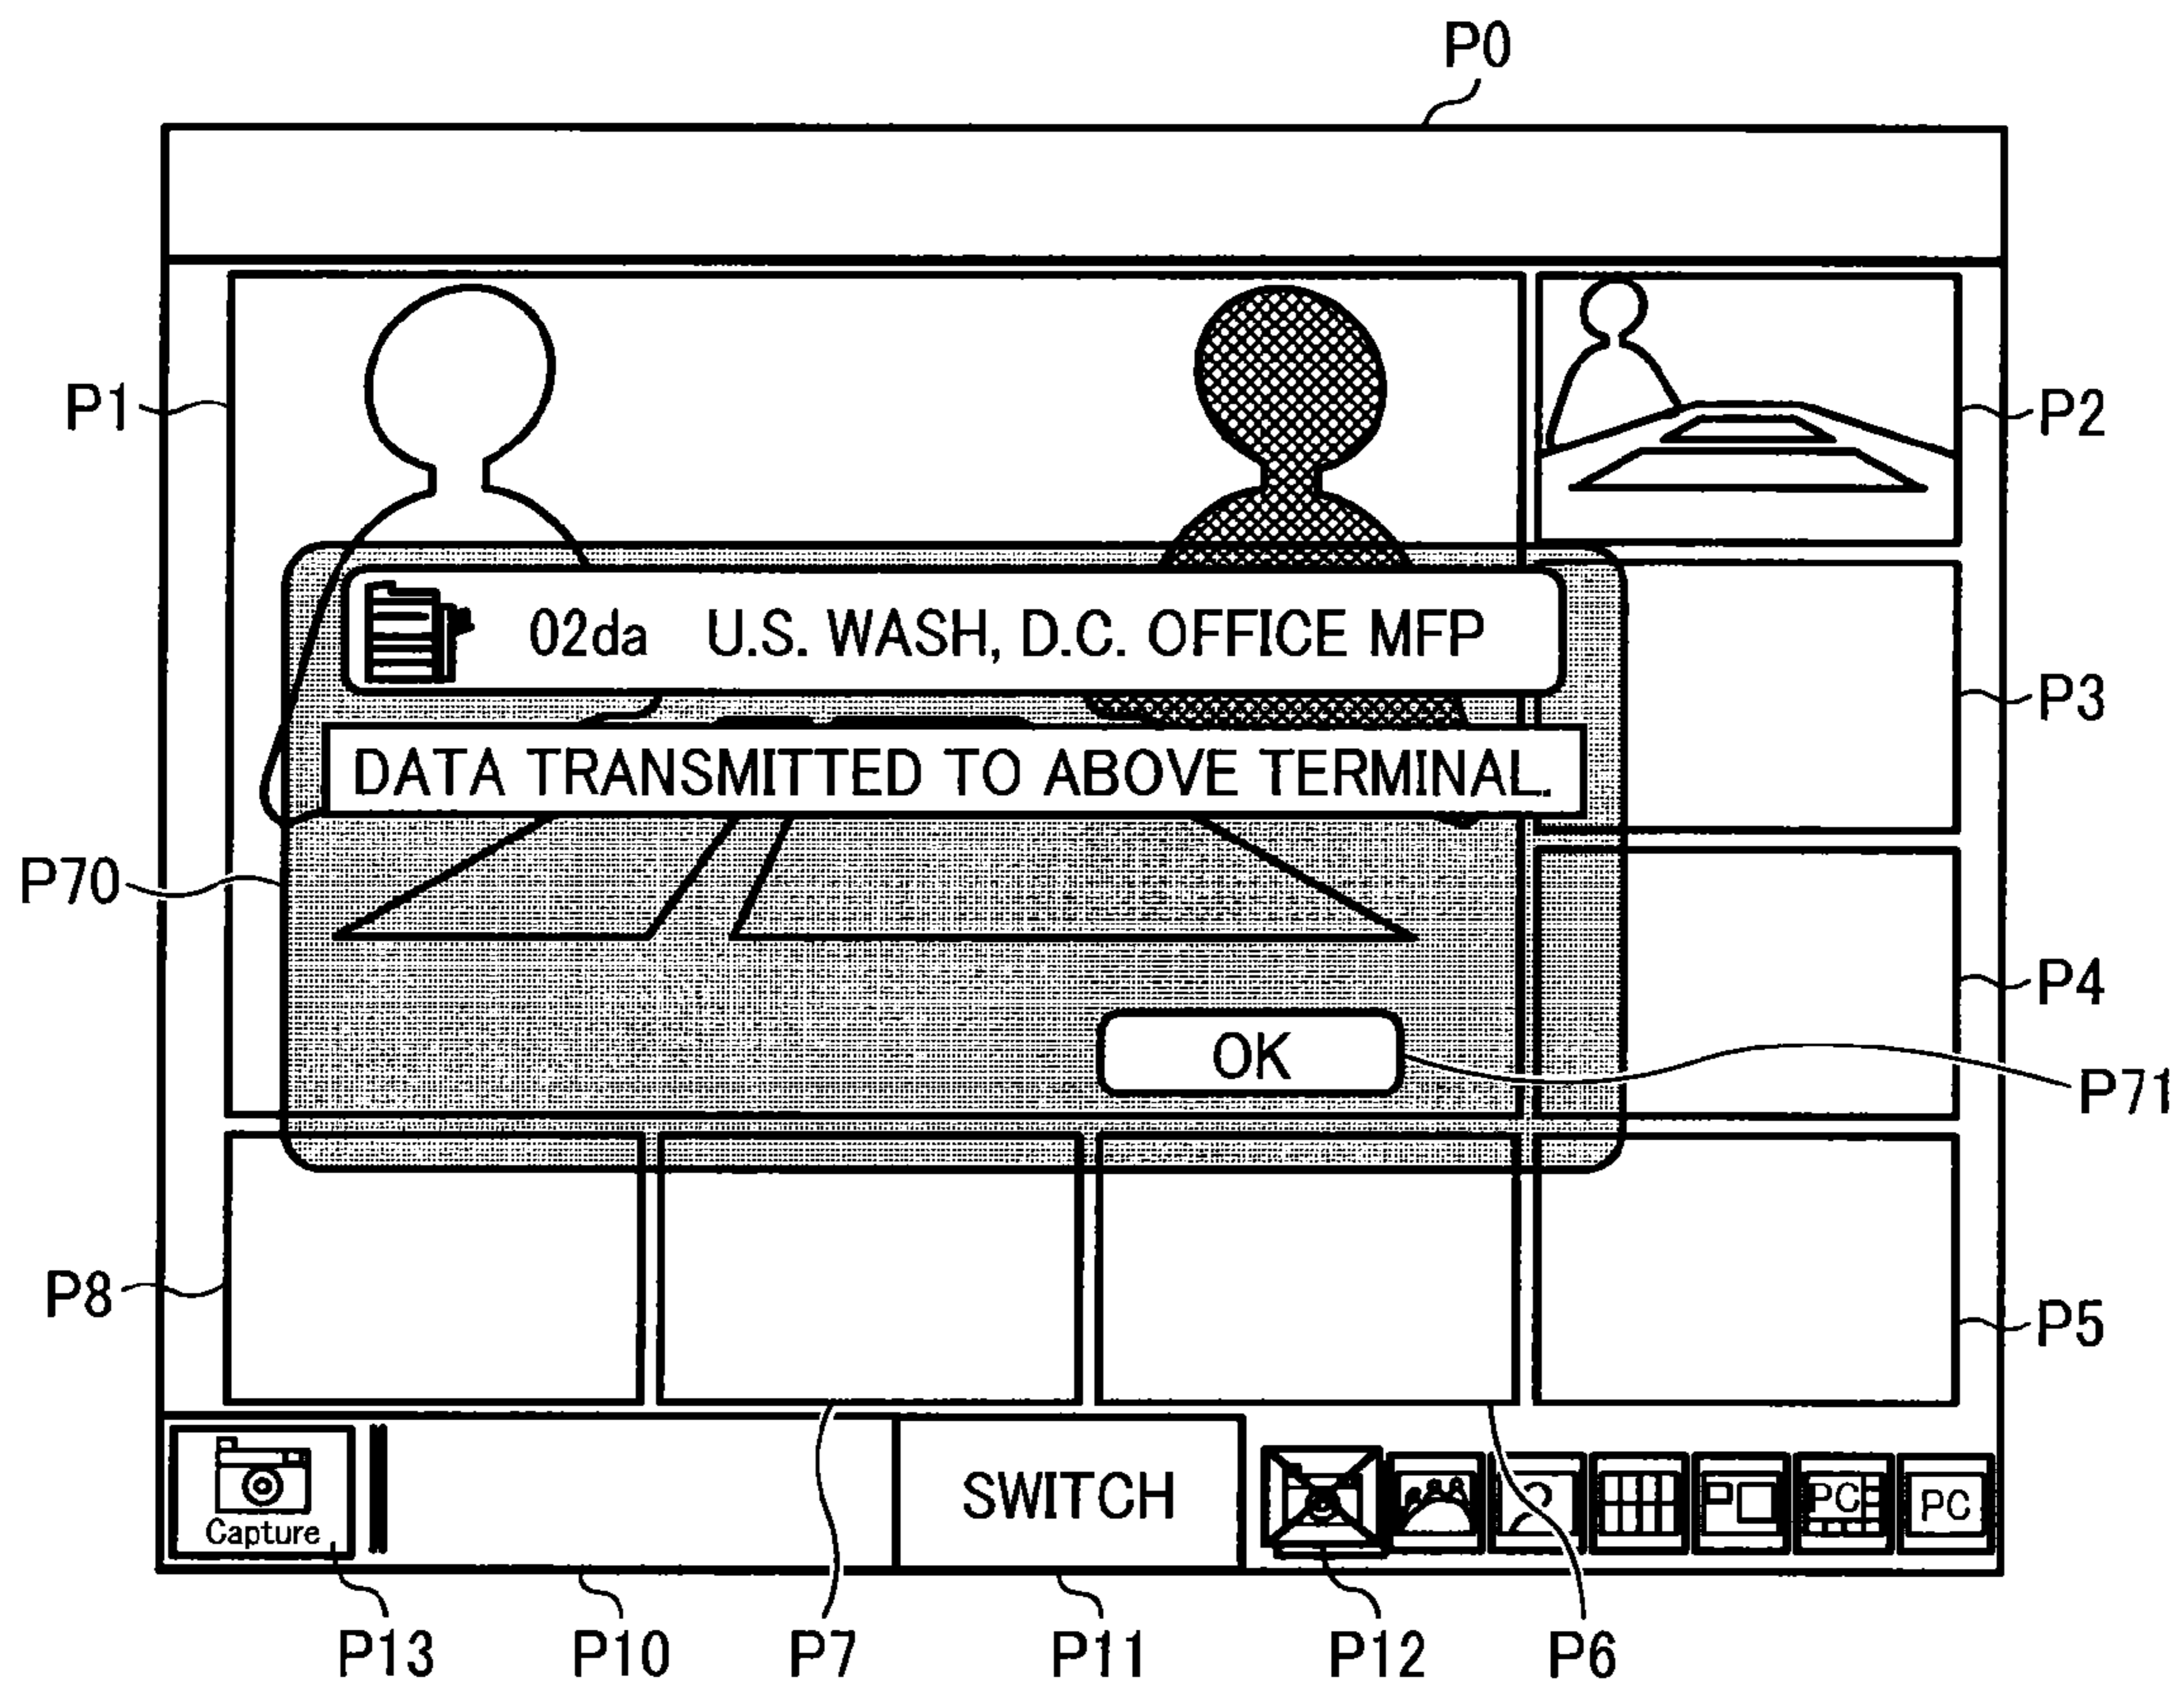 P0
P1
P2
02da U.S. WASH, D.C. OFFICE MFP
P3
DATA TRANSMITTED TO ABOVE TERMINAL.
P70
P4
OK
P71
P8
P5
Capture
SWITCH
PC
PC
P13
P10
P7
P11
P12
P6